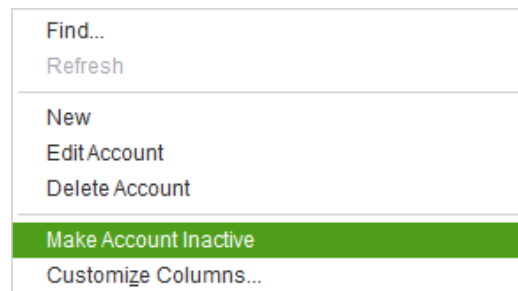 Find...
Refresh
New
Edit Account
Delete Account
Make Account Inactive
Customize Columns...